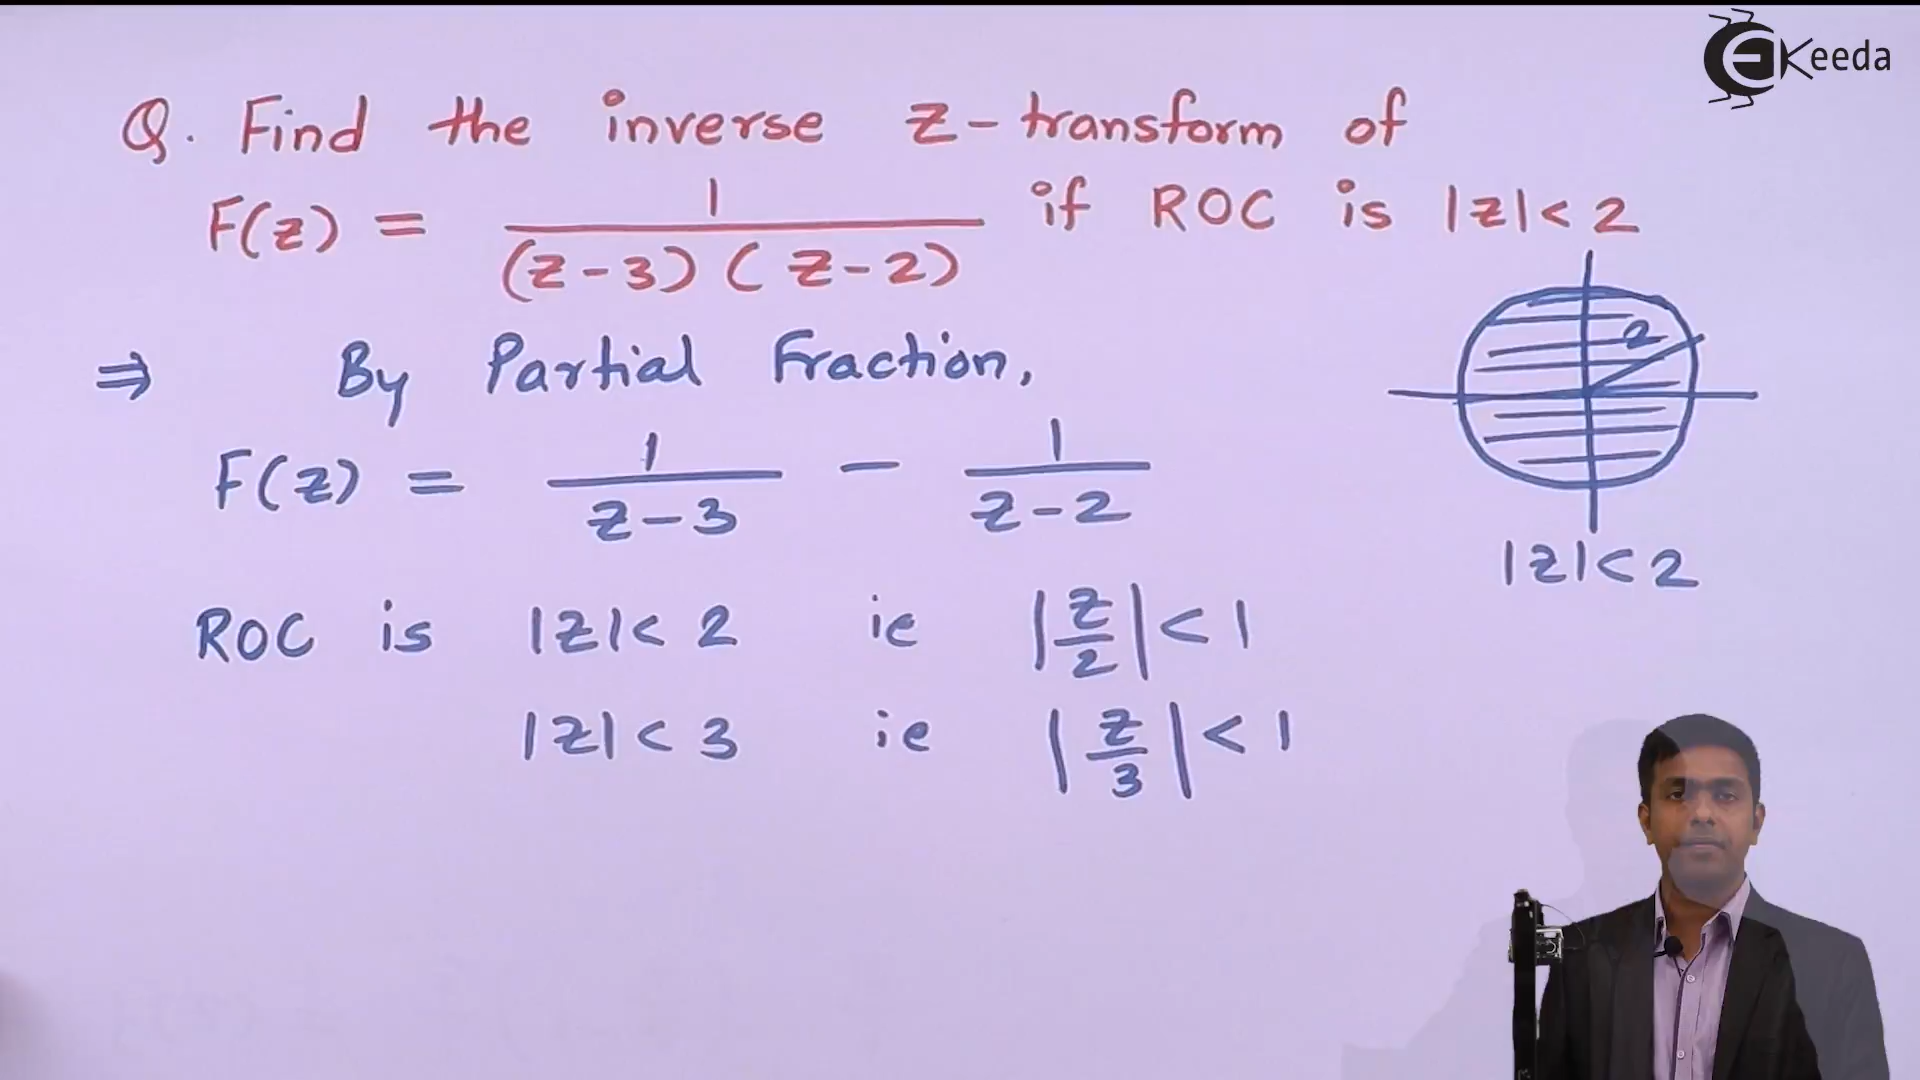 Keeda
Q. Find the inverse z-transform of
F(z) = 1 / (z-3)(z-2) if ROC is |z|< 2
2
⇒ By Partial Fraction,
F(z) = 1 / z-3 - 1 / z-2
|z|< 2
ROC is |z|< 2 ie |z/2| < 1
|z| < 3 ie |z/3| < 1